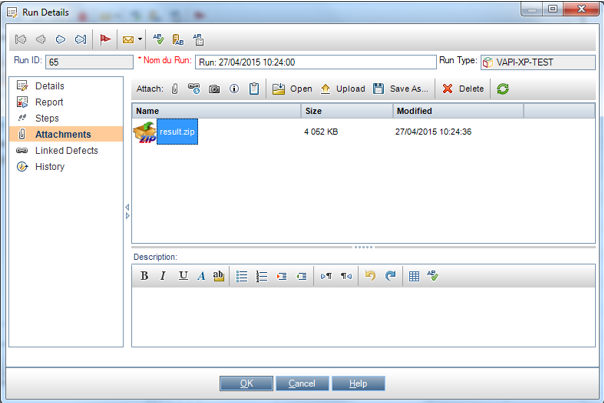 Run Details
Run ID: 65 * Nom du Run: Run: 27/04/2015 10:24:00 Run Type: VAPI-XP-TEST
Details
Report
Steps
Attachments
Linked Defects
History
Attach: Open Upload Save As... Delete
Name Size Modified
result.zip 4 052 KB 27/04/2015 10:24:36
Description:
B I U A ab
OK Cancel Help